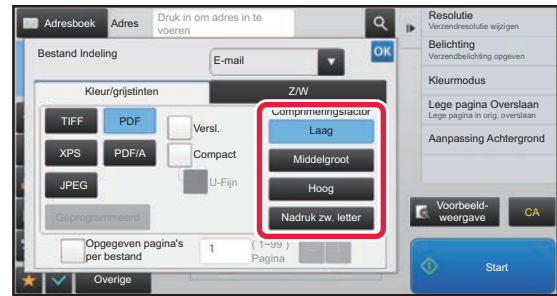 Adresboek
Adres
Druk in om adres in te
voeren
Bestand Indeling
E-mail
OK
Kleur/grijstinten
Z/W
TIFF
PDF
Versl.
XPS
PDF/A
Compact
JPEG
U-Fijn
Geprogrammeerd
Comprimeringsfactor
Laag
Middelgroot
Hoog
Nadruk zw. letter
Opgegeven pagina's
per bestand
1
( 1~99 )
Pagina
Overige
Resolutie
Verzendresolutie wijzigen
Belichting
Verzendbelichting opgeven
Kleurmodus
Lege pagina Overslaan
Lege pagina in orig. overslaan
Aanpassing Achtergrond
Voorbeeld-
weergave
CA
Start